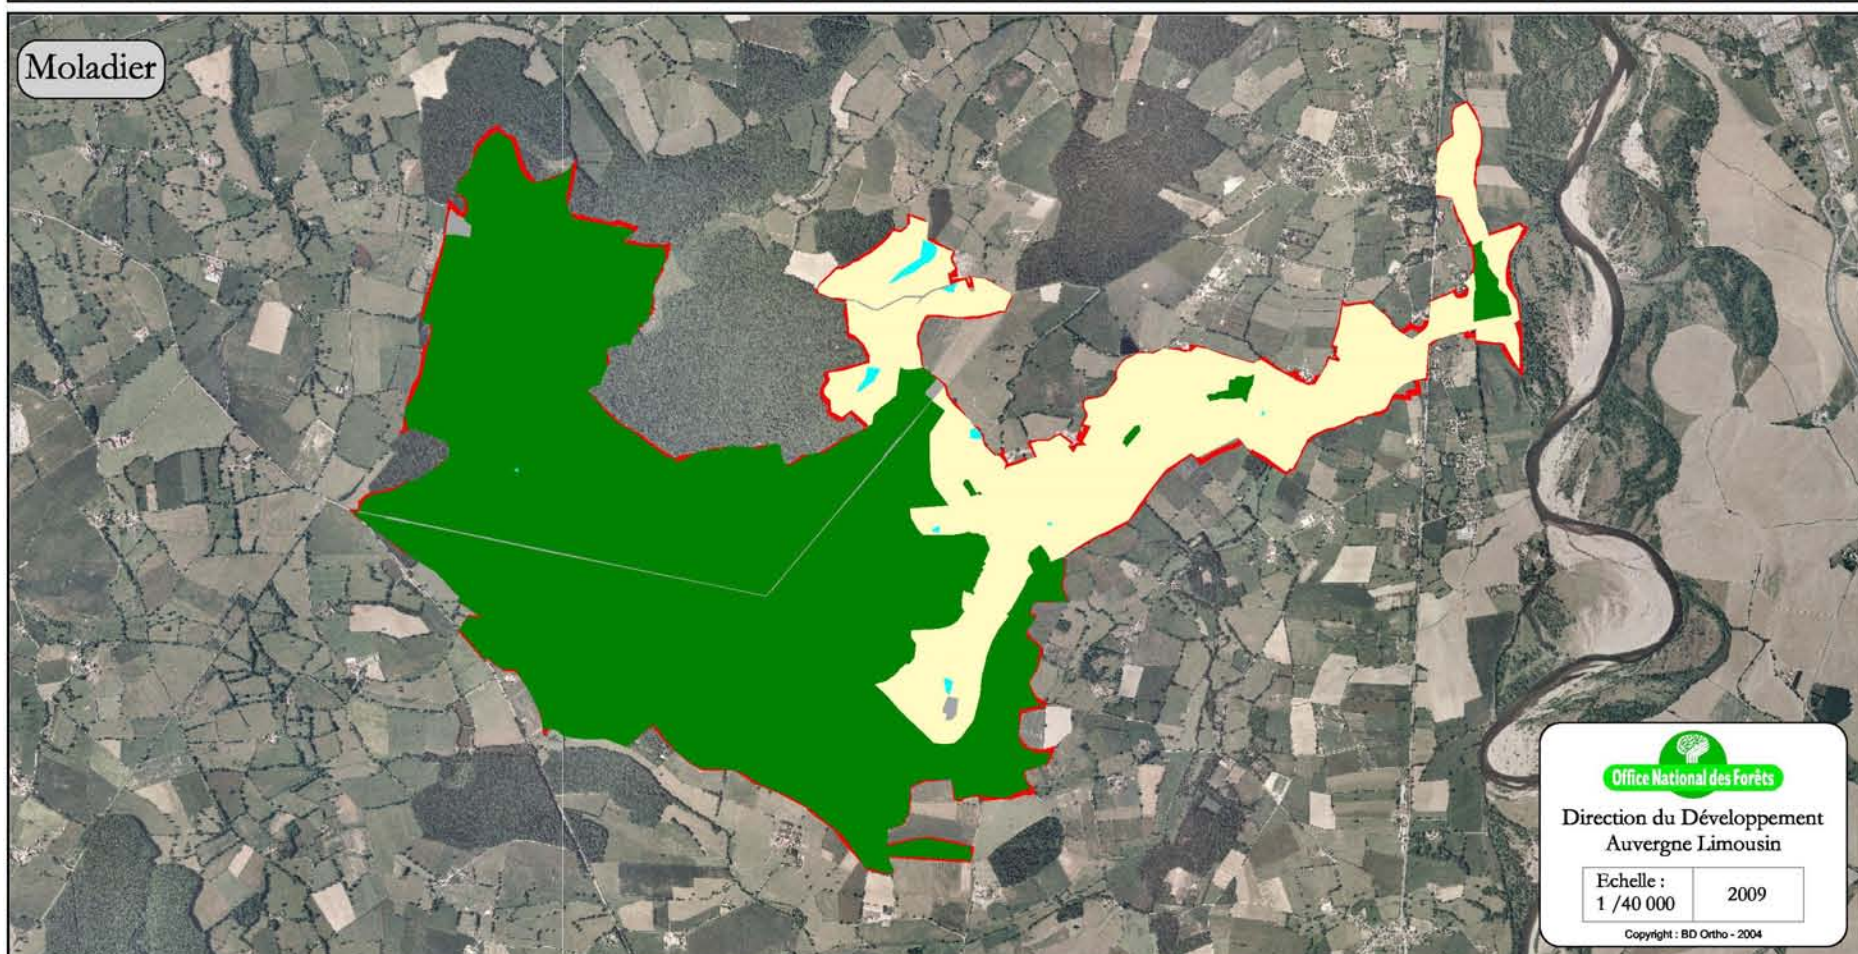 Moladier
Office National des Forêts
Direction du Développement
Auvergne Limousin
Echelle :
1 /40 000
2009
Copyright : BD Ortho - 2004